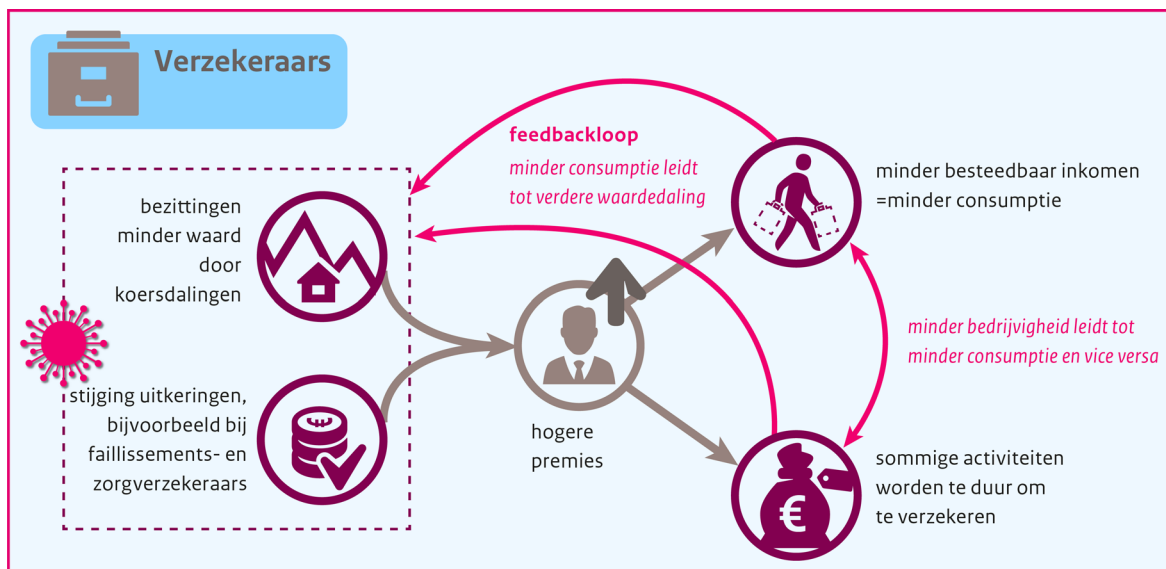 Verzekeraars
bezittingen
minder waard
door
koersdalingen
stijging uitkeringen,
bijvoorbeeld bij
faillissements- en
zorgverzekeraars
hogere
premies
feedbackloop
minder consumptie leidt
tot verdere waardedaling
minder besteedbaar inkomen
=minder consumptie
minder bedrijvigheid leidt tot
minder consumptie en vice versa
€
sommige activiteiten
worden te duur om
te verzekeren